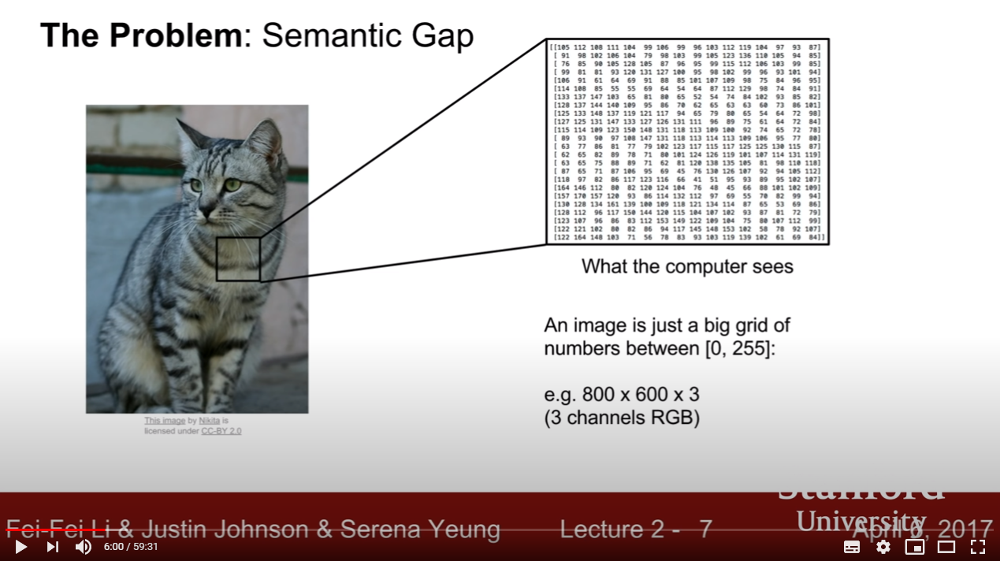 The Problem: Semantic Gap
[[105 112 108 111 104 99 106 99 96 103 112 119 104 97 93 87]
[ 91 98 102 106 104 79 98 103 99 105 123 136 110 105 94 85]
[ 76 85 90 105 128 105 87 96 95 99 115 112 106 103 99 85]
[ 99 81 81 93 120 131 127 100 95 98 102 99 96 93 101 94]
[106 91 61 64 69 91 88 85 101 107 109 98 75 84 96 95]
[114 108 85 55 55 69 64 54 64 87 112 129 98 74 84 91]
[133 137 147 103 65 81 80 65 52 54 74 84 102 93 85 82]
[128 137 144 140 109 95 86 70 62 65 63 63 60 73 86 101]
[125 133 148 137 119 121 117 94 65 79 80 65 54 64 72 98]
[127 125 131 147 133 127 126 131 111 96 89 75 61 64 72 84]
[115 114 109 123 150 148 131 118 113 109 100 92 74 65 72 78]
[ 89 93 90 97 108 147 131 118 113 114 113 109 106 95 77 80]
[ 63 77 86 81 77 79 102 123 117 115 117 125 125 130 115 87]
[ 62 65 82 89 78 71 80 101 124 126 119 101 107 114 131 119]
[ 63 65 75 88 89 71 62 81 120 138 135 105 81 98 110 118]
[ 87 65 71 87 106 95 69 45 76 130 126 107 92 94 105 112]
[118 97 82 86 117 123 116 66 41 51 95 93 89 95 102 107]
[164 146 112 80 82 120 124 104 76 48 45 66 88 101 102 109]
[157 170 157 120 93 86 114 132 112 97 69 55 70 82 99 94]
[130 128 134 161 139 100 109 118 121 134 114 87 65 53 69 86]
[128 112 96 117 150 144 120 115 104 107 102 93 87 81 72 79]
[123 107 96 86 83 112 153 149 122 109 104 75 80 107 112 99]
[122 121 102 80 82 86 94 117 145 148 153 102 58 78 92 107]
[122 164 148 103 71 56 78 83 93 103 119 139 102 61 69 84]]
What the computer sees
An image is just a big grid of
numbers between [0, 255]:
e.g. 800 x 600 x 3
(3 channels RGB)
This image by Nikita is
licensed under CC-BY 2.0
Stanford
University
Fei-Fei Li & Justin Johnson & Serena Yeung Lecture 2 - 7 April 6, 2017
6:00 / 59:31